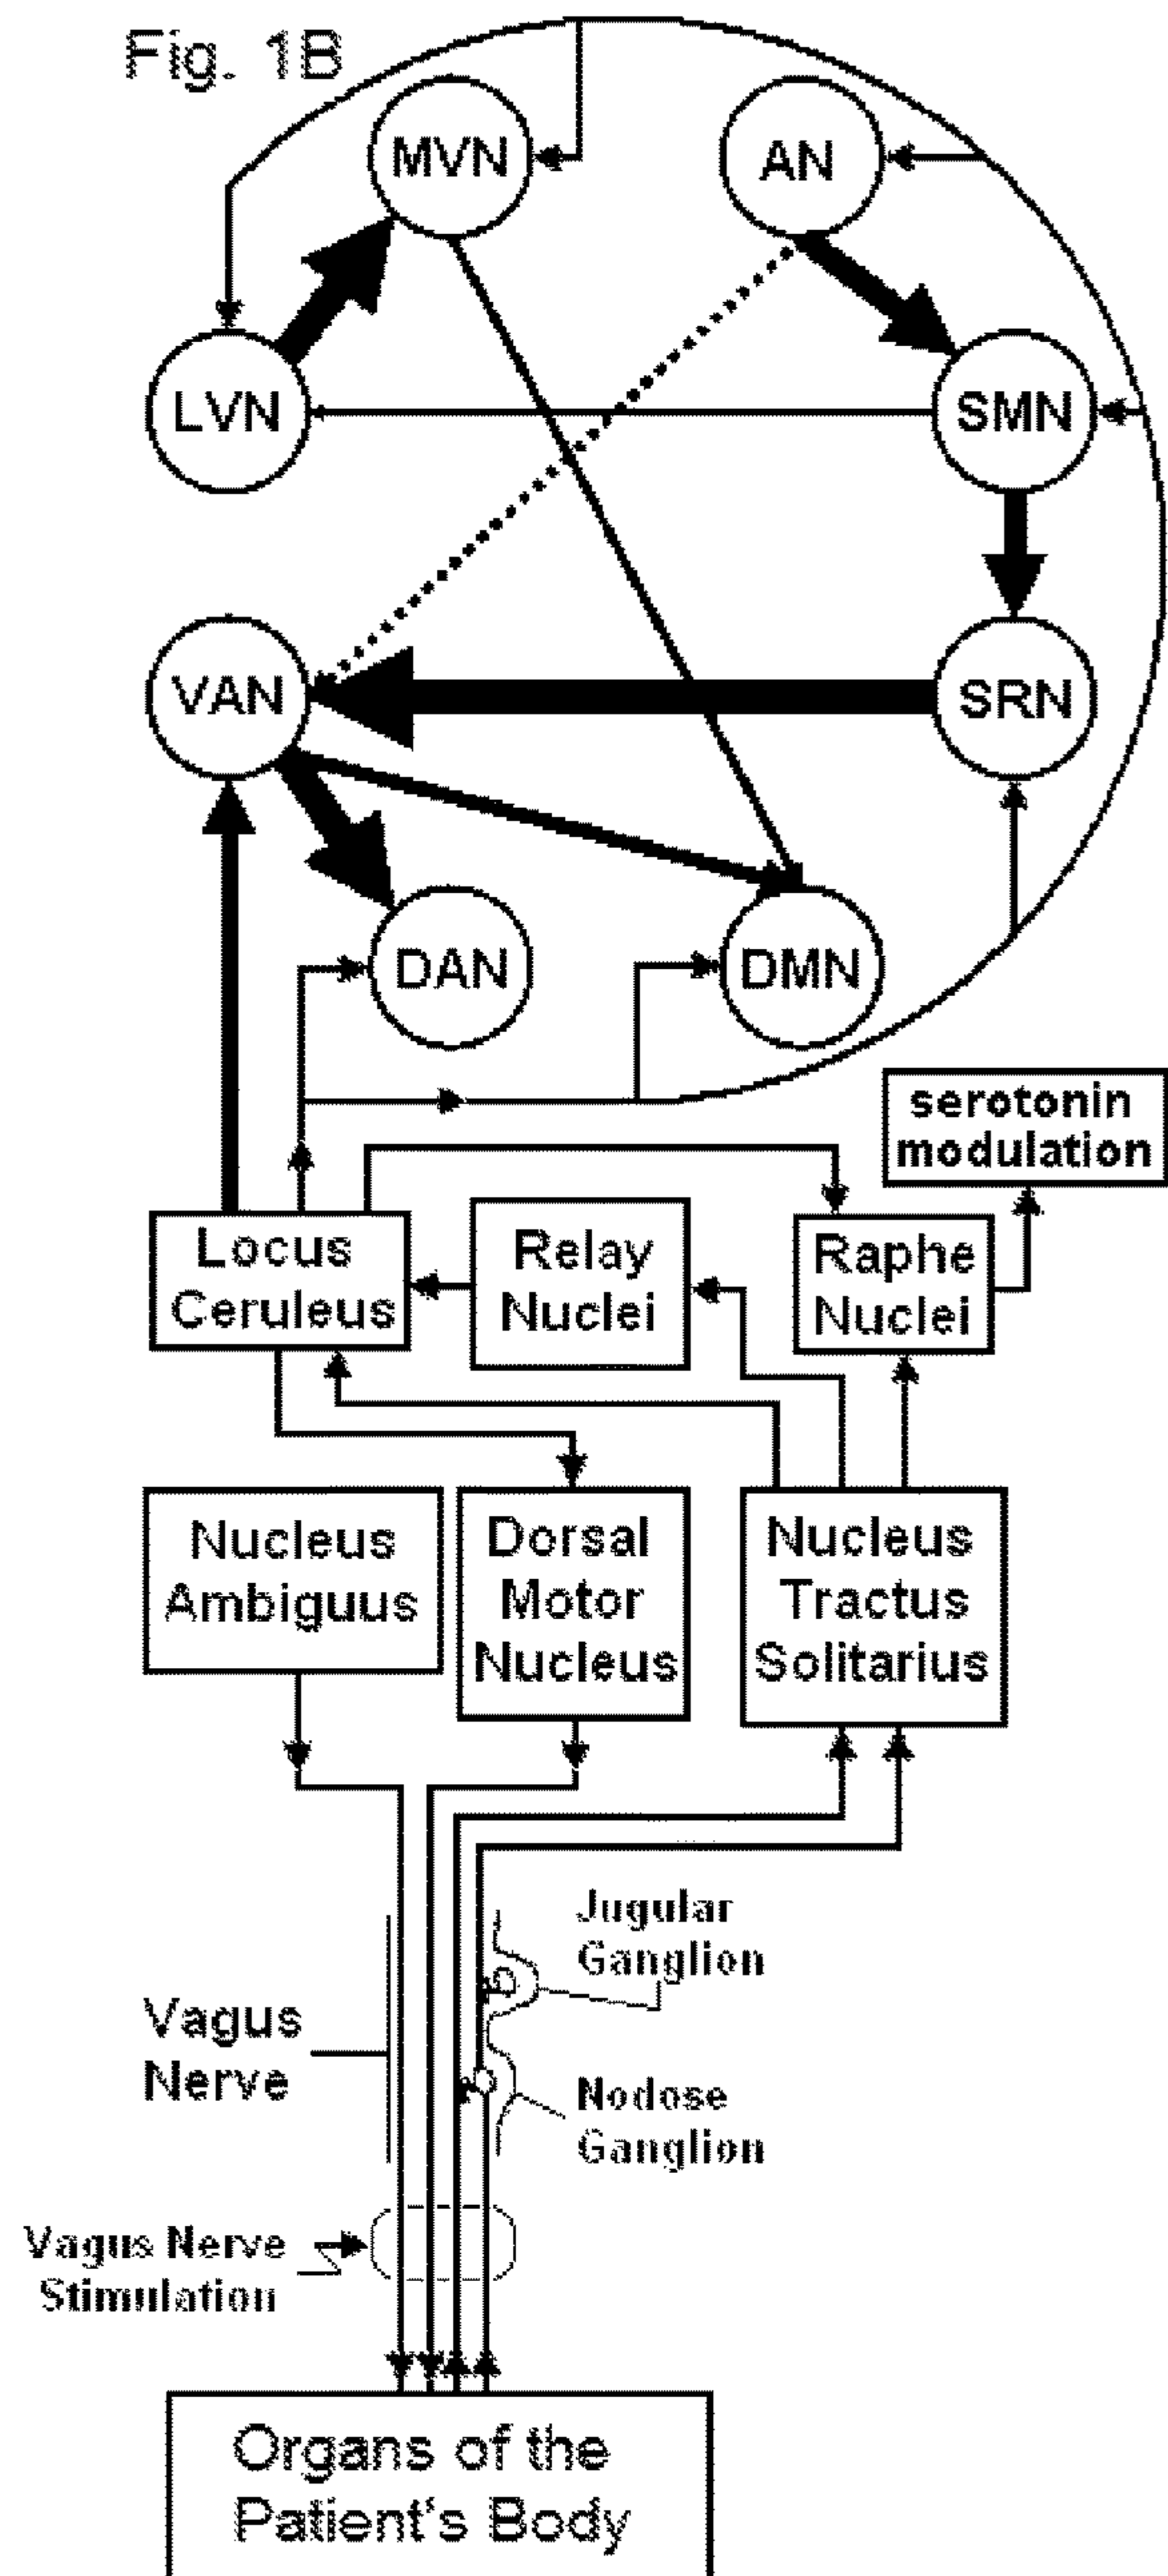 Fig. 1B
MVN
AN
LVN
SMN
VAN
SRN
DAN
DMN
serotonin
modulation
Locus
Ceruleus
Relay
Nuclei
Raphe
Nuclei
Nucleus
Ambiguus
Dorsal
Motor
Nucleus
Nucleus
Tractus
Solitarius
Jugular
Ganglion
Vagus
Nerve
Nodose
Ganglion
Vagus Nerve
Stimulation
Organs of the
Patient's Body